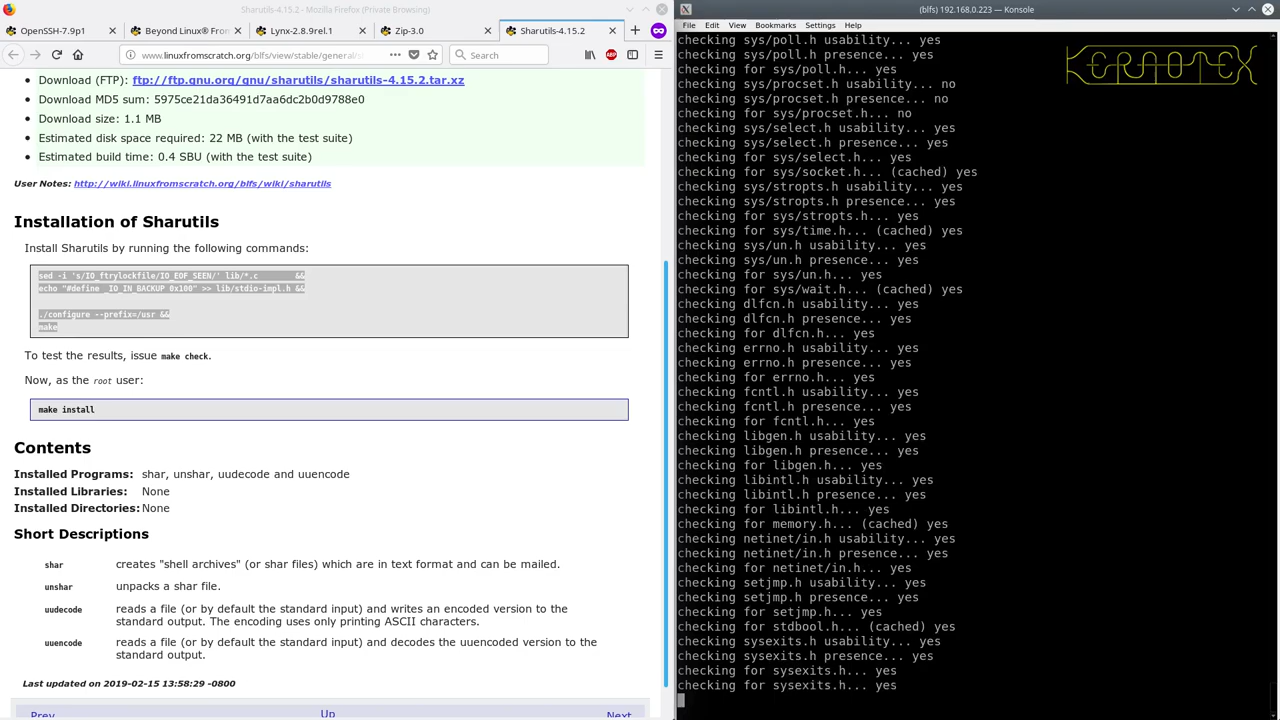 Sharutils-4.15.2 - Mozilla Firefox (Private Browsing)
OpenSSH-7.9p1
Beyond Linux® From
Lynx-2.8.9rel.1
Zip-3.0
Sharutils-4.15.2
www.linuxfromscratch.org/blfs/view/stable/general/
Search
Download (FTP): ftp://ftp.gnu.org/gnu/sharutils/sharutils-4.15.2.tar.xz
Download MD5 sum: 5975ce21da36491d7aa6dc2b0d9788e0
Download size: 1.1 MB
Estimated disk space required: 22 MB (with the test suite)
Estimated build time: 0.4 SBU (with the test suite)
User Notes: http://wiki.linuxfromscratch.org/blfs/wiki/sharutils
Installation of Sharutils
Install Sharutils by running the following commands:
sed -i 's/IO_ftrylockfile/IO_EOF_SEEN/' lib/*.c &&
echo "#define _IO_IN_BACKUP 0x100" >> lib/stdio-impl.h &&
./configure --prefix=/usr &&
make
To test the results, issue make check.
Now, as the root user:
make install
Contents
Installed Programs: shar, unshar, uudecode and uuencode
Installed Libraries: None
Installed Directories: None
Short Descriptions
shar creates "shell archives" (or shar files) which are in text format and can be mailed.
unshar unpacks a shar file.
uudecode reads a file (or by default the standard input) and writes an encoded version to the
standard output. The encoding uses only printing ASCII characters.
uuencode reads a file (or by default the standard input) and decodes the uuencoded version to the
standard output.
Last updated on 2019-02-15 13:58:29 -0800
Prev Up Next
(blfs) 192.168.0.223 — Konsole
File Edit View Bookmarks Settings Help
checking sys/poll.h usability... yes
checking sys/poll.h presence... yes
checking for sys/poll.h... yes
checking sys/procset.h usability... no
checking sys/procset.h presence... no
checking for sys/procset.h... no
checking sys/select.h usability... yes
checking sys/select.h presence... yes
checking for sys/select.h... yes
checking for sys/socket.h... (cached) yes
checking sys/stropts.h usability... yes
checking sys/stropts.h presence... yes
checking for sys/stropts.h... yes
checking for sys/time.h... (cached) yes
checking sys/un.h usability... yes
checking sys/un.h presence... yes
checking for sys/un.h... yes
checking for sys/wait.h... (cached) yes
checking dlfcn.h usability... yes
checking dlfcn.h presence... yes
checking for dlfcn.h... yes
checking errno.h usability... yes
checking errno.h presence... yes
checking for errno.h... yes
checking fcntl.h usability... yes
checking fcntl.h presence... yes
checking for fcntl.h... yes
checking libgen.h usability... yes
checking libgen.h presence... yes
checking for libgen.h... yes
checking libintl.h usability... yes
checking libintl.h presence... yes
checking for libintl.h... yes
checking for memory.h... (cached) yes
checking netinet/in.h usability... yes
checking netinet/in.h presence... yes
checking for netinet/in.h... yes
checking setjmp.h usability... yes
checking setjmp.h presence... yes
checking for setjmp.h... yes
checking for stdbool.h... (cached) yes
checking sysexits.h usability... yes
checking sysexits.h presence... yes
checking for sysexits.h... yes
checking for sysexits.h... yes